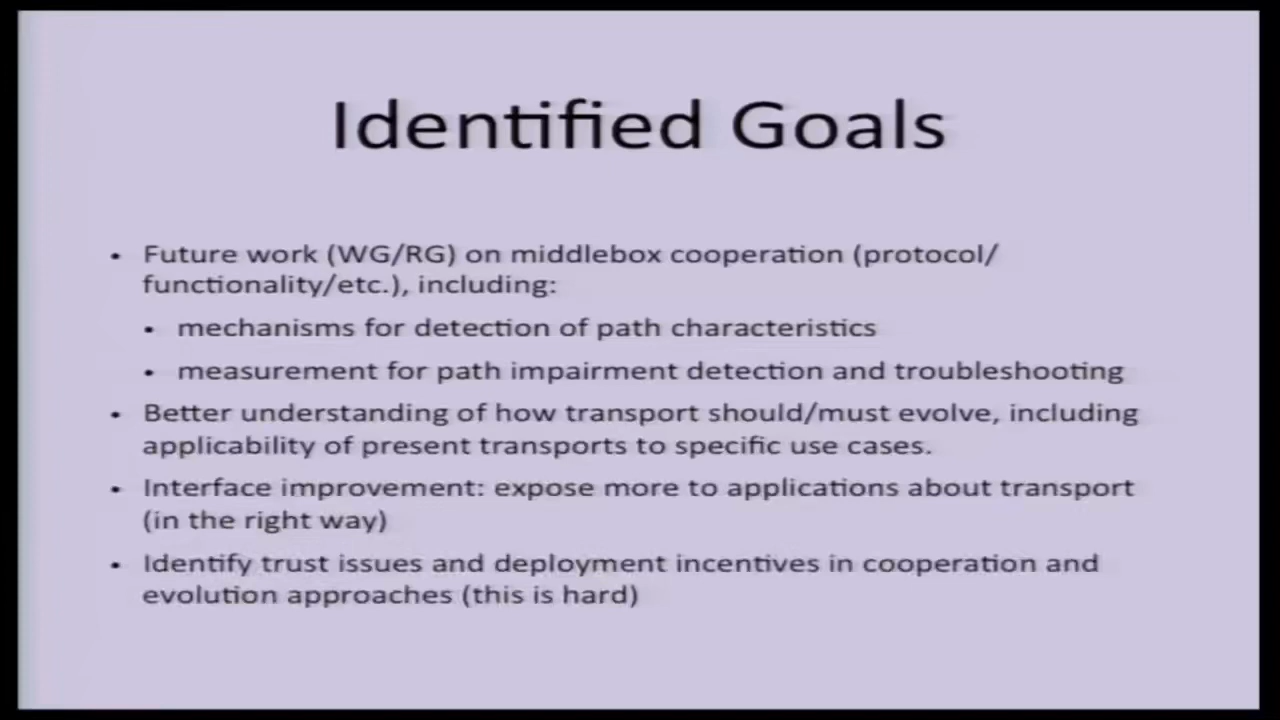 Identified Goals
• Future work (WG/RG) on middlebox cooperation (protocol/
functionality/etc.), including:
• mechanisms for detection of path characteristics
• measurement for path impairment detection and troubleshooting
• Better understanding of how transport should/must evolve, including
applicability of present transports to specific use cases.
• Interface improvement: expose more to applications about transport
(in the right way)
• Identify trust issues and deployment incentives in cooperation and
evolution approaches (this is hard)